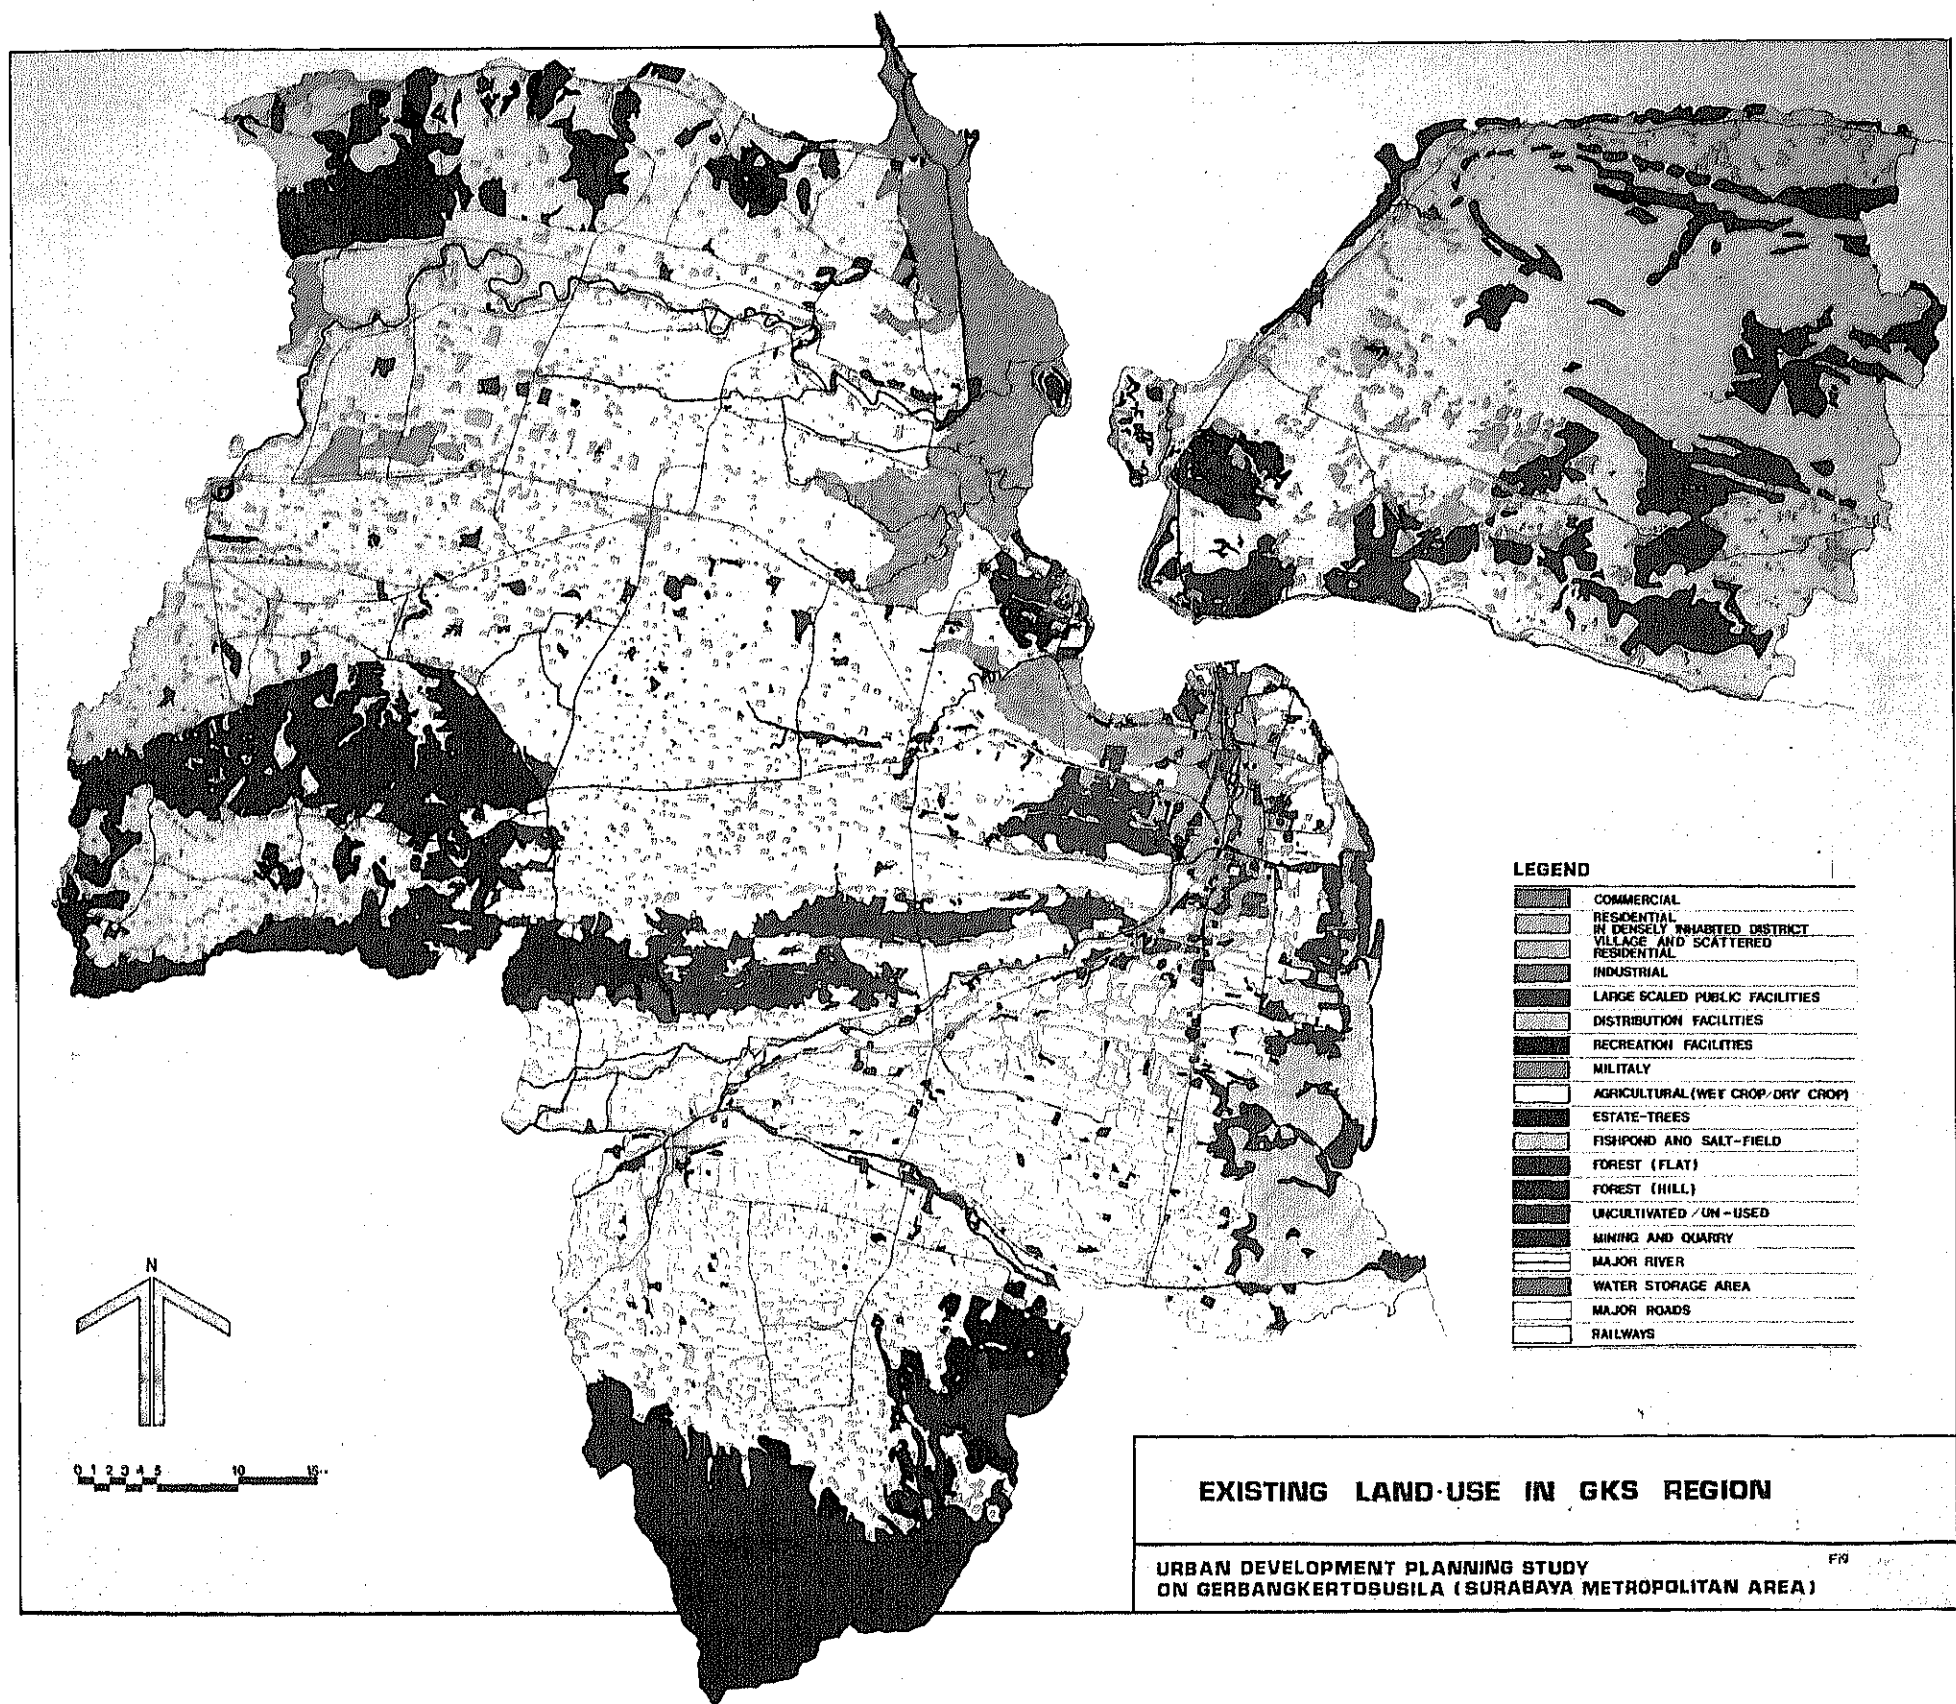 LEGEND
COMMERCIAL
RESIDENTIAL
IN DENSELY INHABITED DISTRICT
VILLAGE AND SCATTERED
RESIDENTIAL
INDUSTRIAL
LARGE SCALED PUBLIC FACILITIES
DISTRIBUTION FACILITIES
RECREATION FACILITIES
MILITALY
AGRICULTURAL (WET CROP/DRY CROP)
ESTATE-TREES
FISHPOND AND SALT-FIELD
FOREST (FLAT)
FOREST (HILL)
UNCULTIVATED / UN-USED
MINING AND QUARRY
MAJOR RIVER
WATER STORAGE AREA
MAJOR ROADS
RAILWAYS
N
0 1 2 3 4 5 10 15
EXISTING LAND-USE IN GKS REGION
URBAN DEVELOPMENT PLANNING STUDY
ON GERBANGKERTOSUSILA (SURABAYA METROPOLITAN AREA)